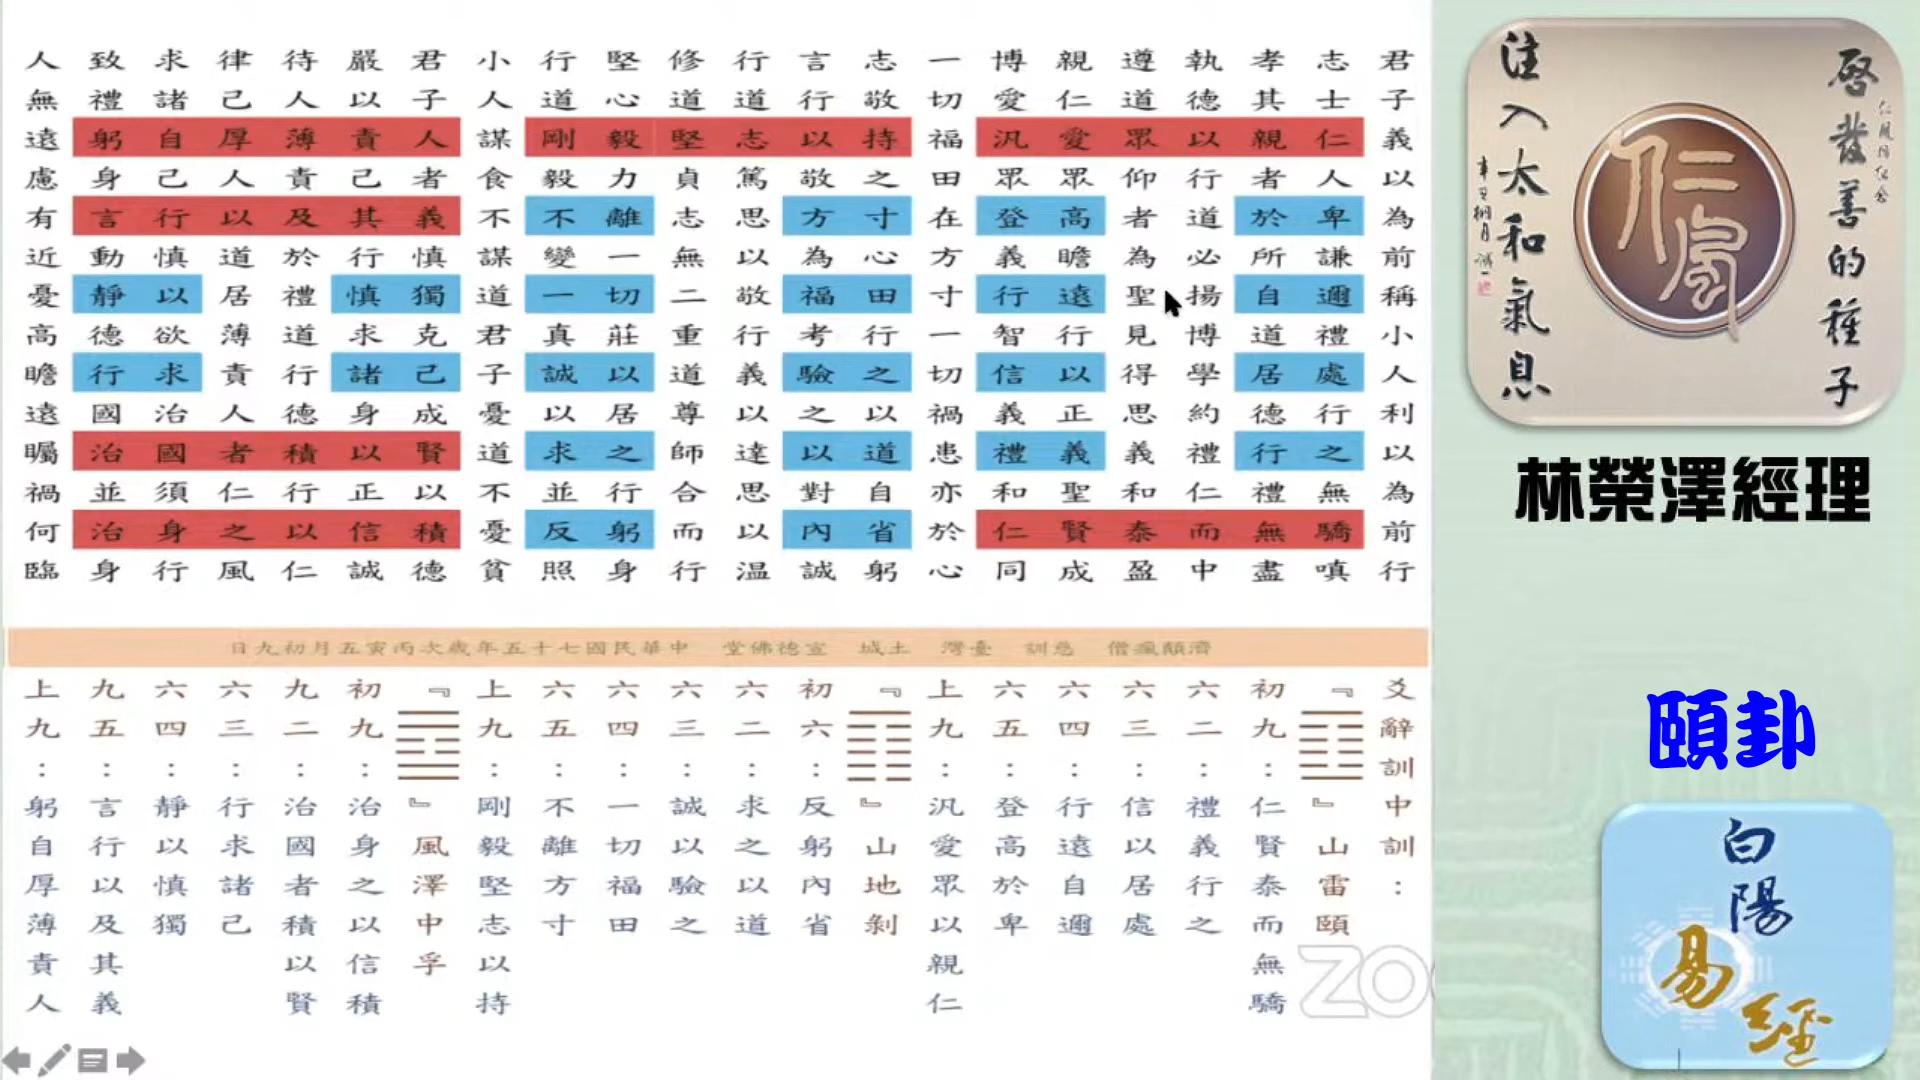 君子義以為前稱小人利以為前行
志士仁人卑謙邇禮處行之無驕嗔
孝其親者於所自道居德行禮無盡
執德以行道必揚博學約禮仁而中
遵道眾仰者為聖見得思義和泰盈
親仁愛眾高瞻遠行以正義聖賢成
博愛汎眾登義行智信義禮和仁同
一切福田在方寸一切禍患亦於心
志敬持之寸心田行之以道自省躬
言行以敬方為福考驗之以對內誠
行道志篤思以敬行義以達思以温
修道堅貞志無二重道尊師合而行
堅心毅力離一切莊以居之行躬身
行道剛毅不變一真誠以求並反照
小人謀食不謀道君子憂道不憂貧
君子人者義慎獨克己成賢以積德
嚴以責己其行慎求諸身以正信誠
待人薄責及於禮道行德積行以仁
律己厚人以道居薄責人者仁之風
求諸自己行慎以欲求治國須身行
致禮躬身言動靜德行國治並治身
人無遠慮有近憂高瞻遠矚禍何臨
濟顛瘋僧 慈訓 臺灣 土城 宣德佛堂 中華民國七十五年歲次丙寅五月初九日
爻辭訓中訓：
『』山雷頤
初九：仁賢泰而無驕
六二：禮義行之
六三：信以居處
六四：行遠自邇
六五：登高於卑
上九：汎愛眾以親仁
『』山地剝
初六：反躬內省
六二：求之以道
六三：誠以驗之
六四：一切福田
六五：不離方寸
上九：剛毅堅志以持
『』風澤中孚
初九：治身之以信積
九二：治國者積以賢
六三：行求諸己
六四：靜以慎獨
九五：言行以及其義
上九：躬自厚薄責人
啓發善的種子
仁風
注入太和氣息
林榮澤經理
頤卦
白陽易經